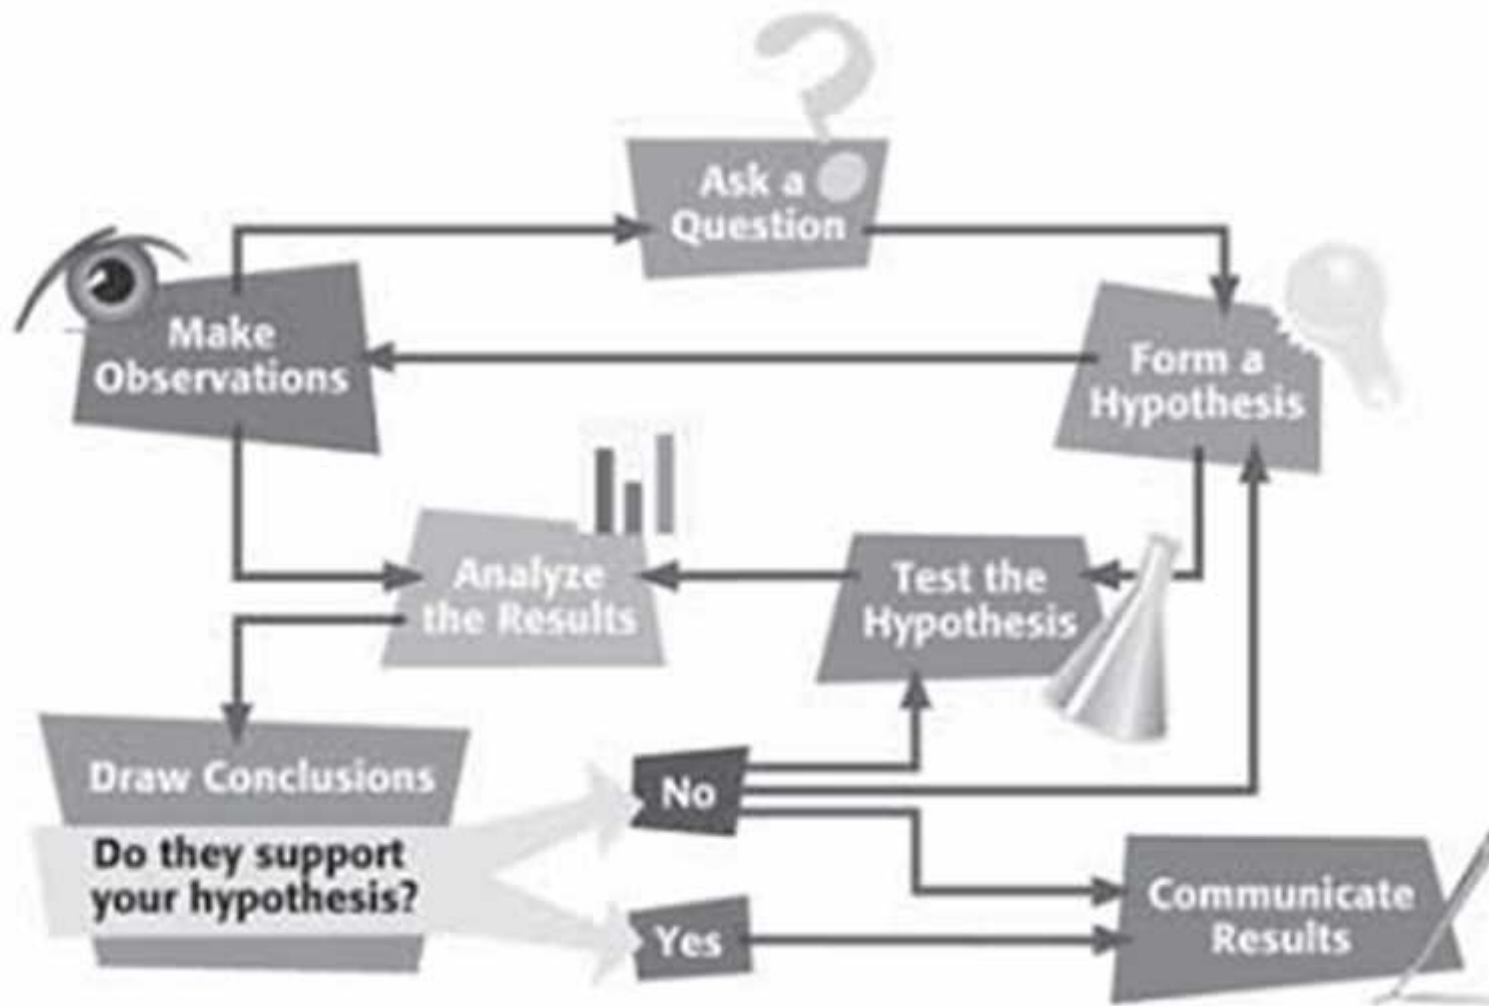 Ask a
Question
Make
Observations
Form a
Hypothesis
Analyze
the Results
Test the
Hypothesis
Draw Conclusions
Do they support
your hypothesis?
No
Yes
Communicate
Results